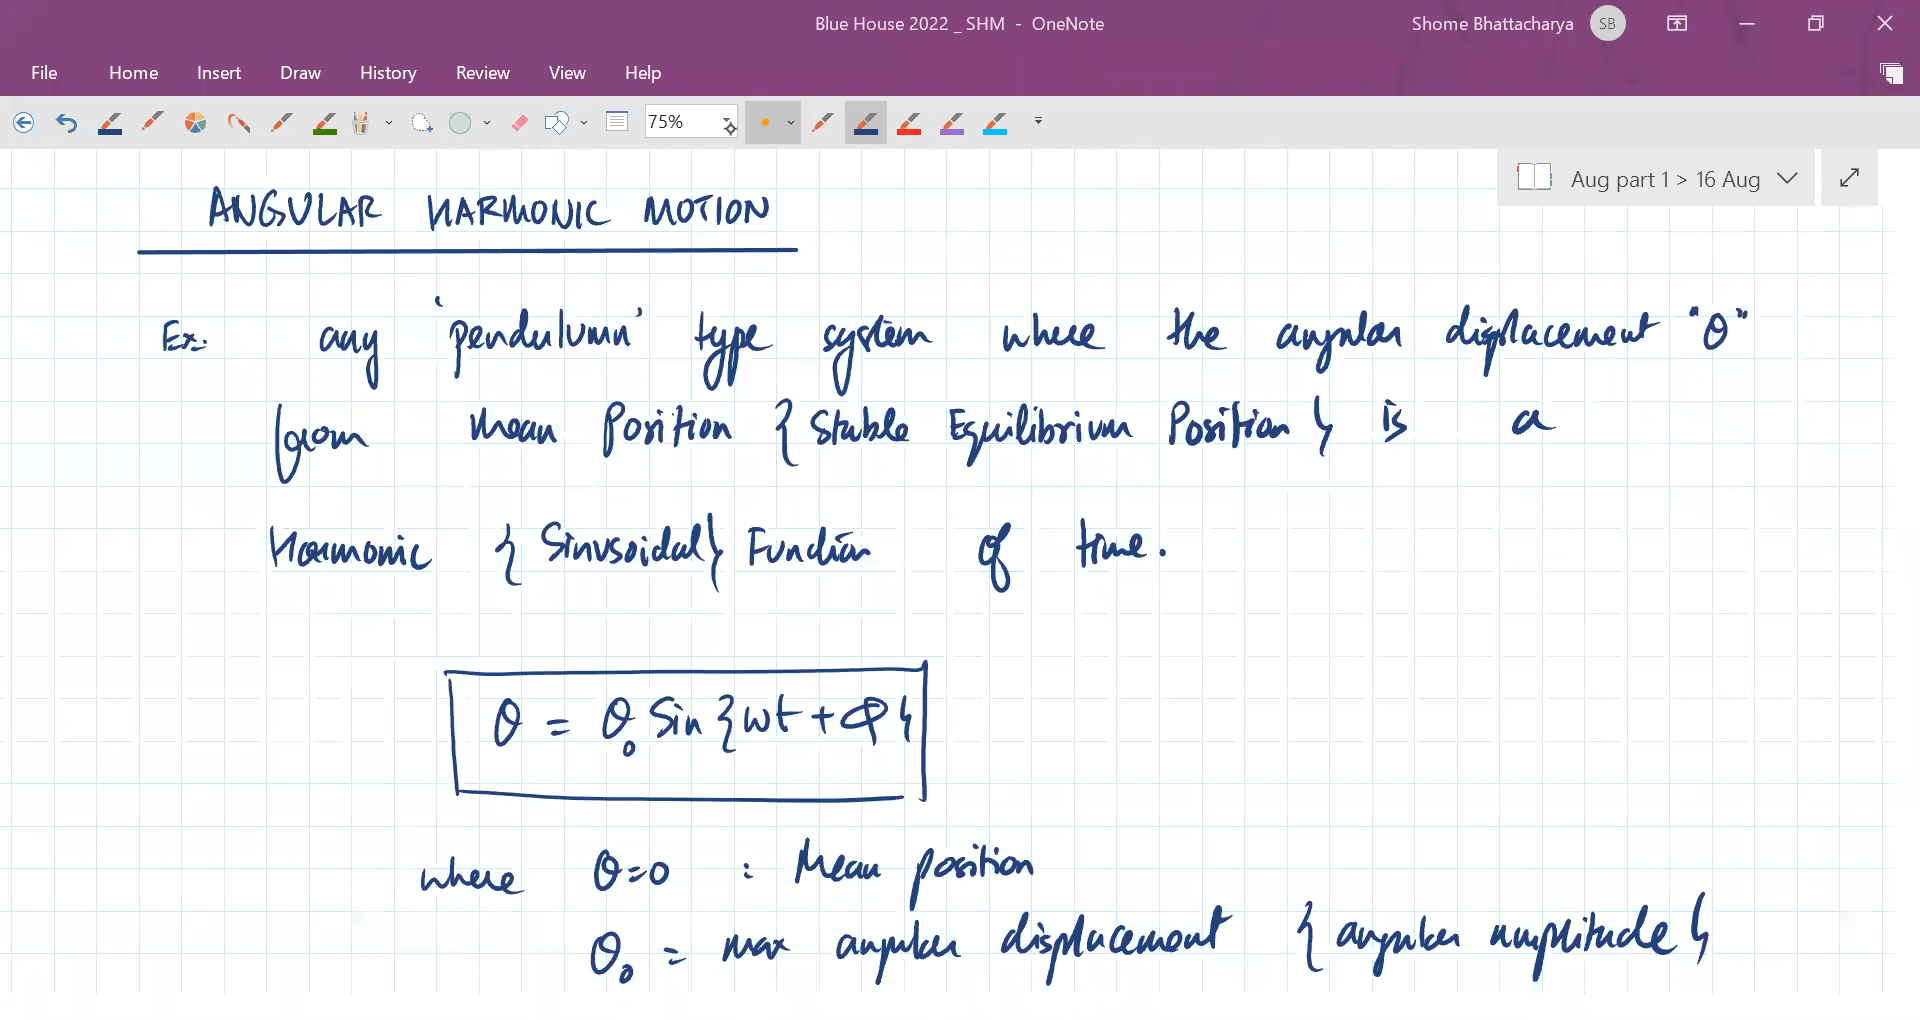 Blue House 2022 _ SHM - OneNote
Shome Bhattacharya SB
File Home Insert Draw History Review View Help
75%
Aug part 1 > 16 Aug
ANGULAR HARMONIC MOTION
Ex. any 'pendulum' type system where the angular displacement "θ"
from mean Position {Stable Equilibrium Position} is a
Harmonic {Sinusoidal} Function of time.
θ = θ₀ Sin{ωt + φ}
where θ=0 : Mean position
θ₀ = max angular displacement {angular amplitude}